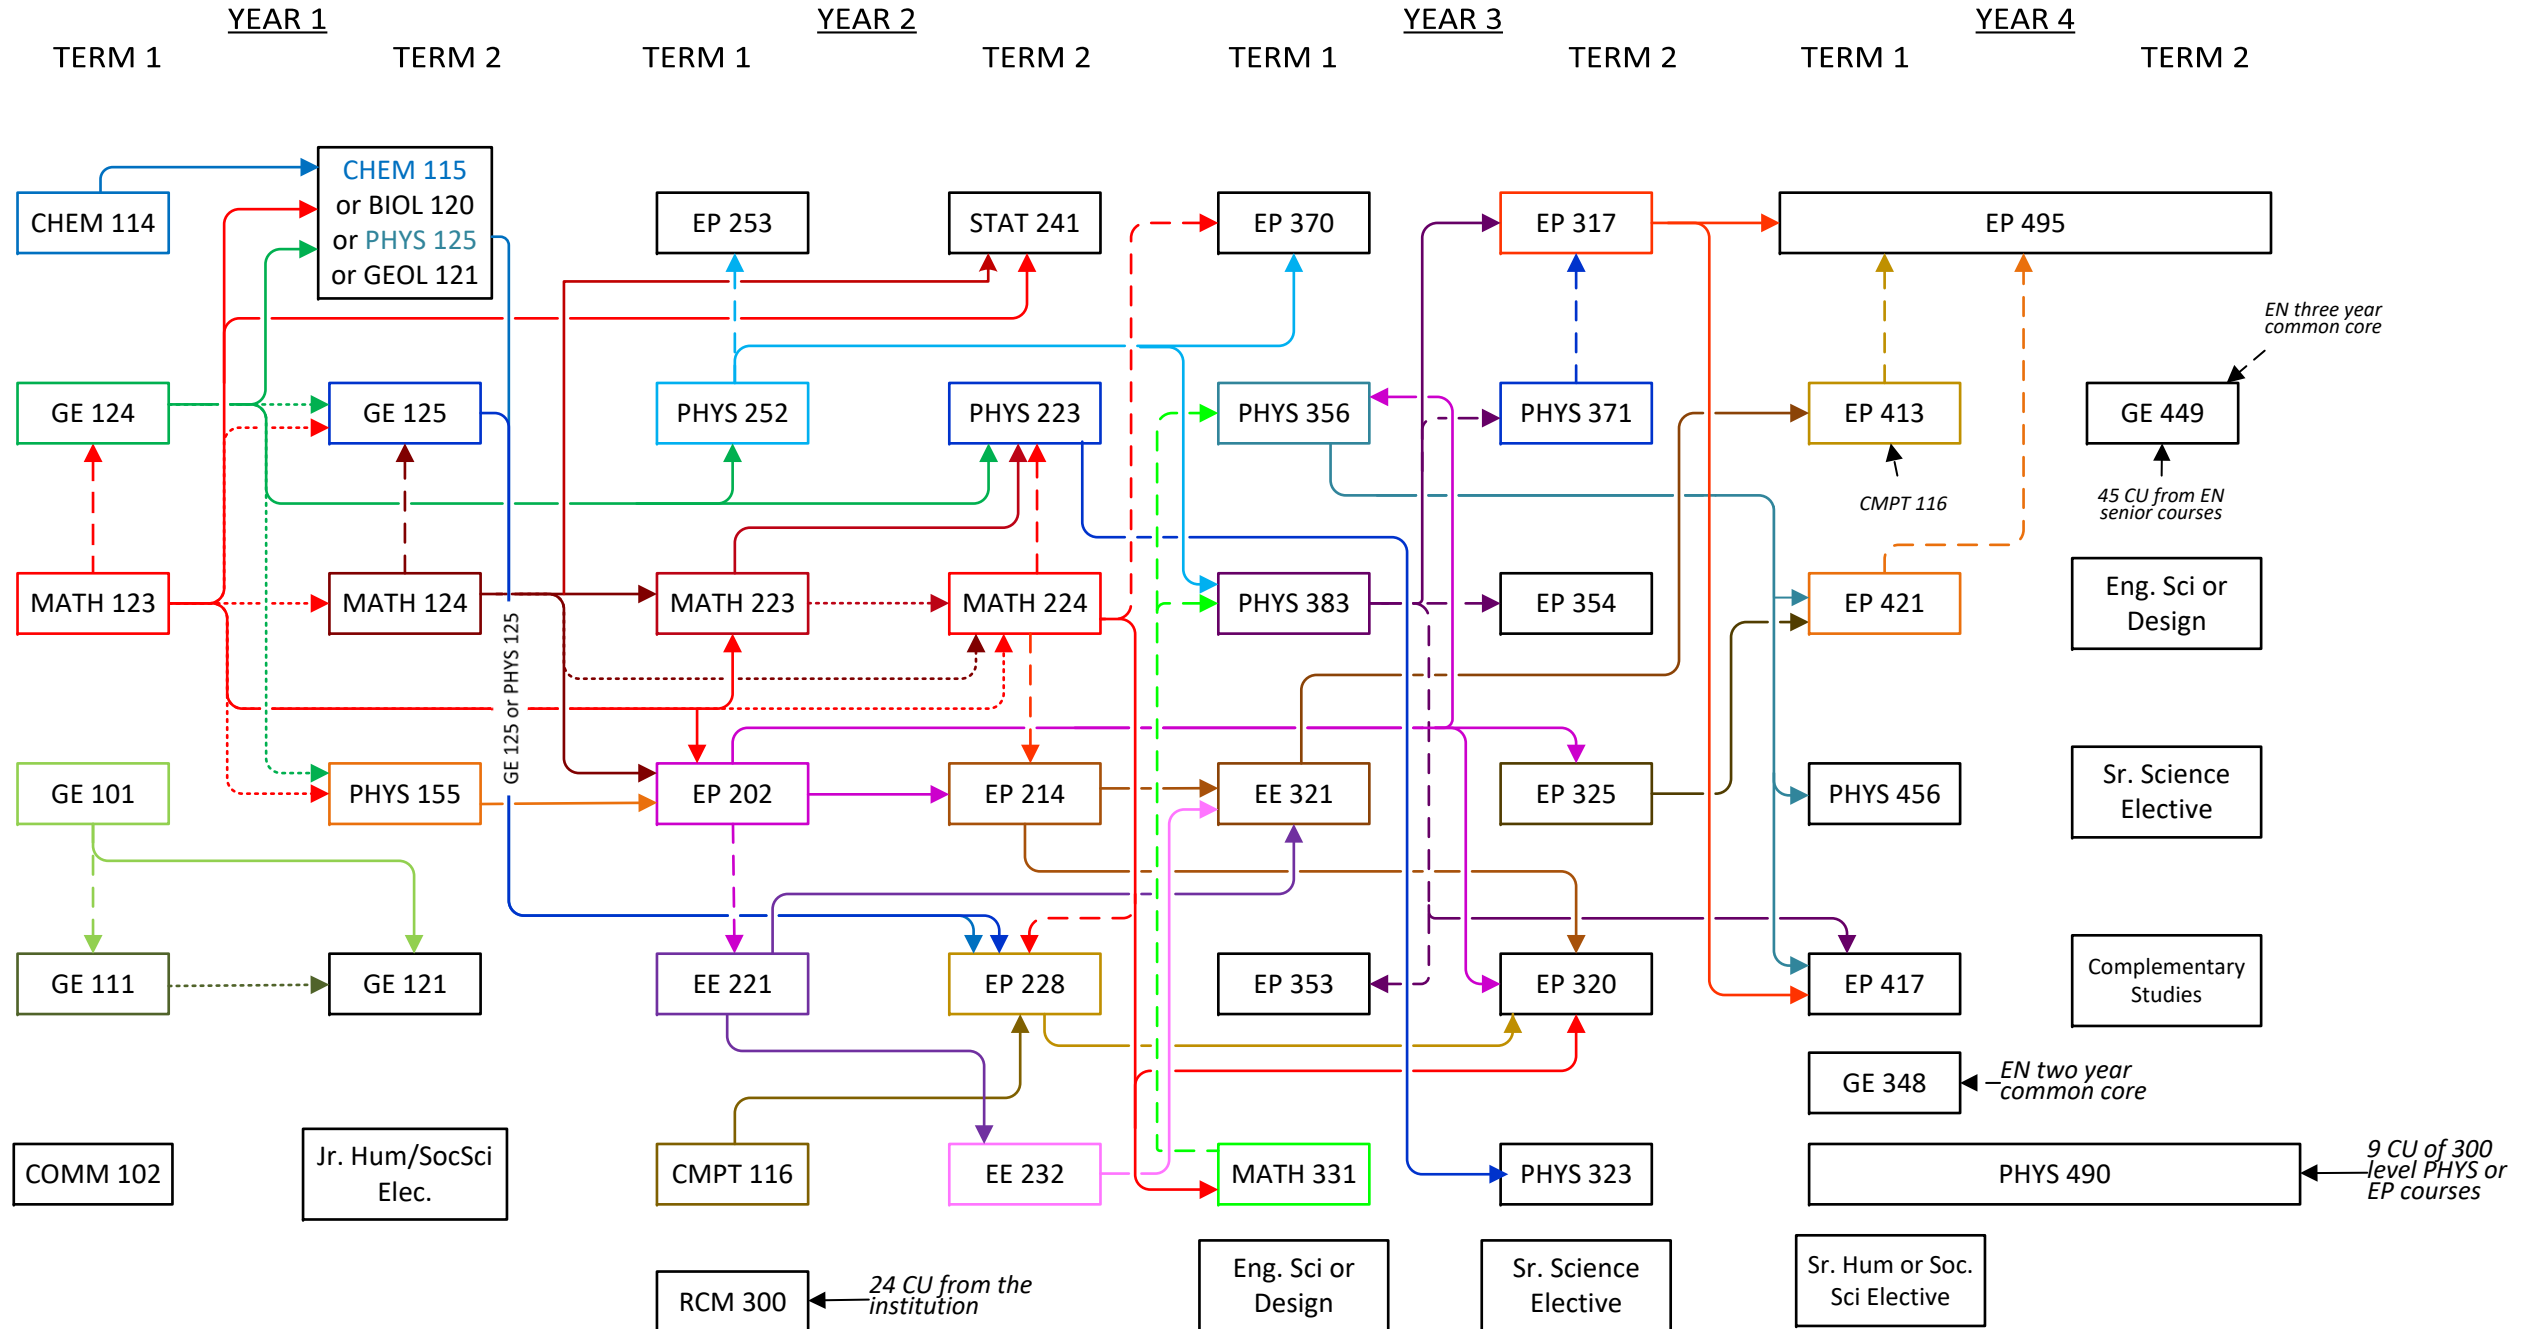 YEAR 1
YEAR 2
YEAR 3
YEAR 4
TERM 1
TERM 2
TERM 1
TERM 2
TERM 1
TERM 2
TERM 1
TERM 2
CHEM 114
CHEM 115
or BIOL 120
or PHYS 125
or GEOL 121
EP 253
STAT 241
EP 370
EP 317
EP 495
EN three year
common core
GE 124
GE 125
PHYS 252
PHYS 223
PHYS 356
PHYS 371
EP 413
GE 449
CMPT 116
45 CU from EN
senior courses
MATH 123
MATH 124
MATH 223
MATH 224
PHYS 383
EP 354
EP 421
Eng. Sci or
Design
GE 125 or PHYS 125
GE 101
PHYS 155
EP 202
EP 214
EE 321
EP 325
PHYS 456
Sr. Science
Elective
GE 111
GE 121
EE 221
EP 228
EP 353
EP 320
EP 417
Complementary
Studies
GE 348
EN two year
common core
COMM 102
Jr. Hum/SocSci
Elec.
CMPT 116
EE 232
MATH 331
PHYS 323
PHYS 490
9 CU of 300
level PHYS or
EP courses
RCM 300
24 CU from the
institution
Eng. Sci or
Design
Sr. Science
Elective
Sr. Hum or Soc.
Sci Elective